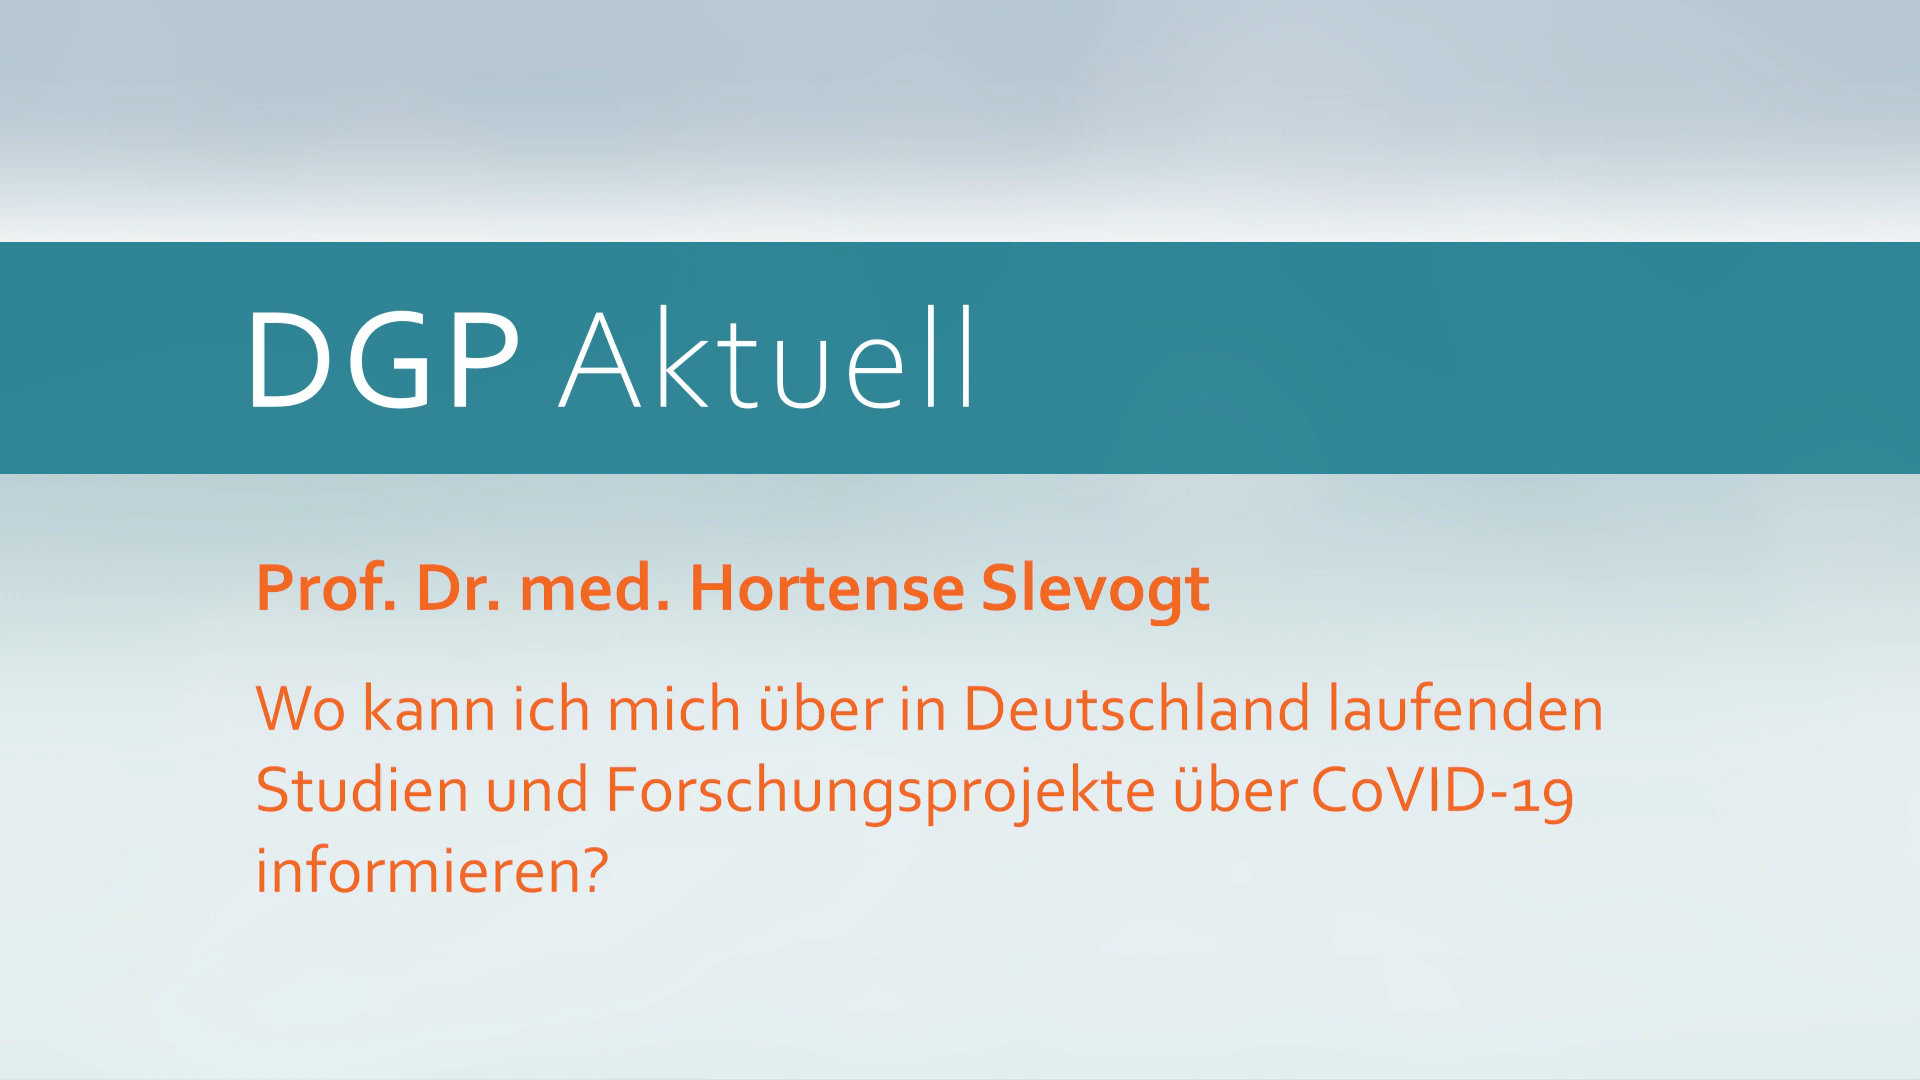 DGP Aktuell
Prof. Dr. med. Hortense Slevogt
Wo kann ich mich über in Deutschland laufenden
Studien und Forschungsprojekte über CoVID-19
informieren?